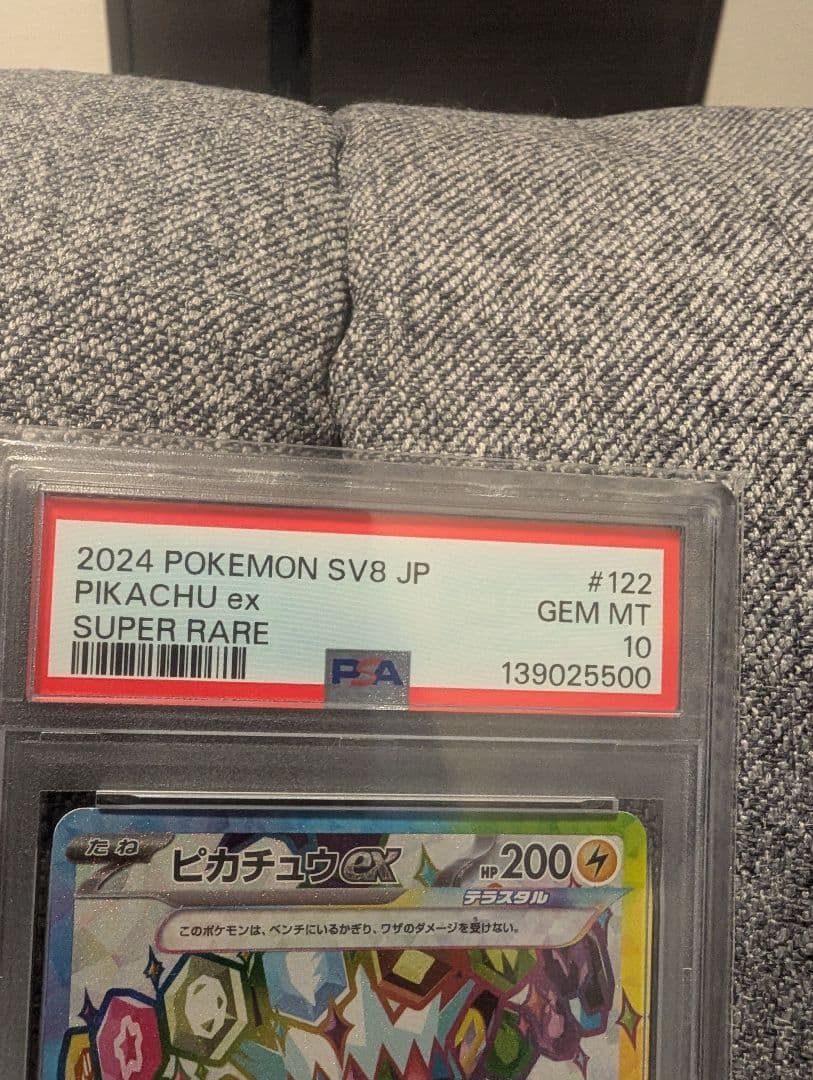 2024 POKEMON SV8 JP
#122
PIKACHU ex
GEM MT
SUPER RARE
10
PSA
139025500
たね
ピカチュウex
HP200
テラスタル
このポケモンは、ベンチにいるかぎり、ワザのダメージを受けない。